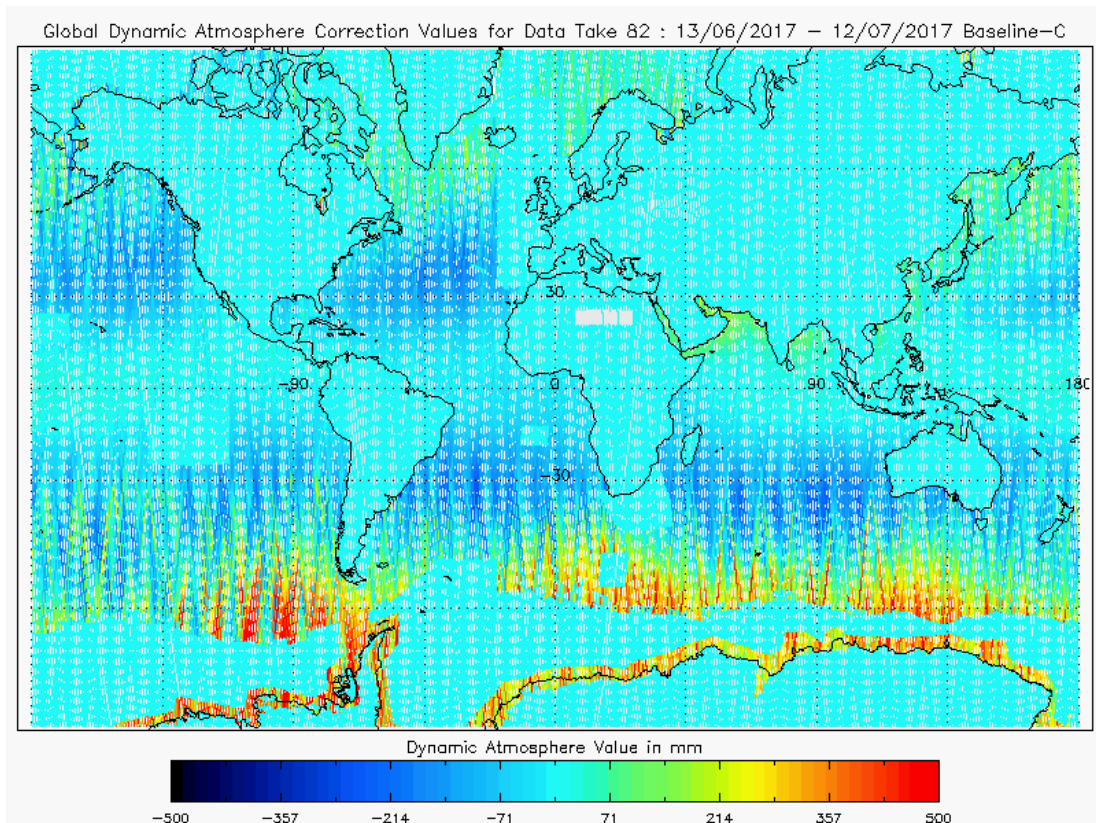 Global Dynamic Atmosphere Correction Values for Data Take 82 : 13/06/2017 − 12/07/2017 Baseline−C
30
−90 0 90 180
−30
Dynamic Atmosphere Value in mm
−500 −357 −214 −71 71 214 357 500